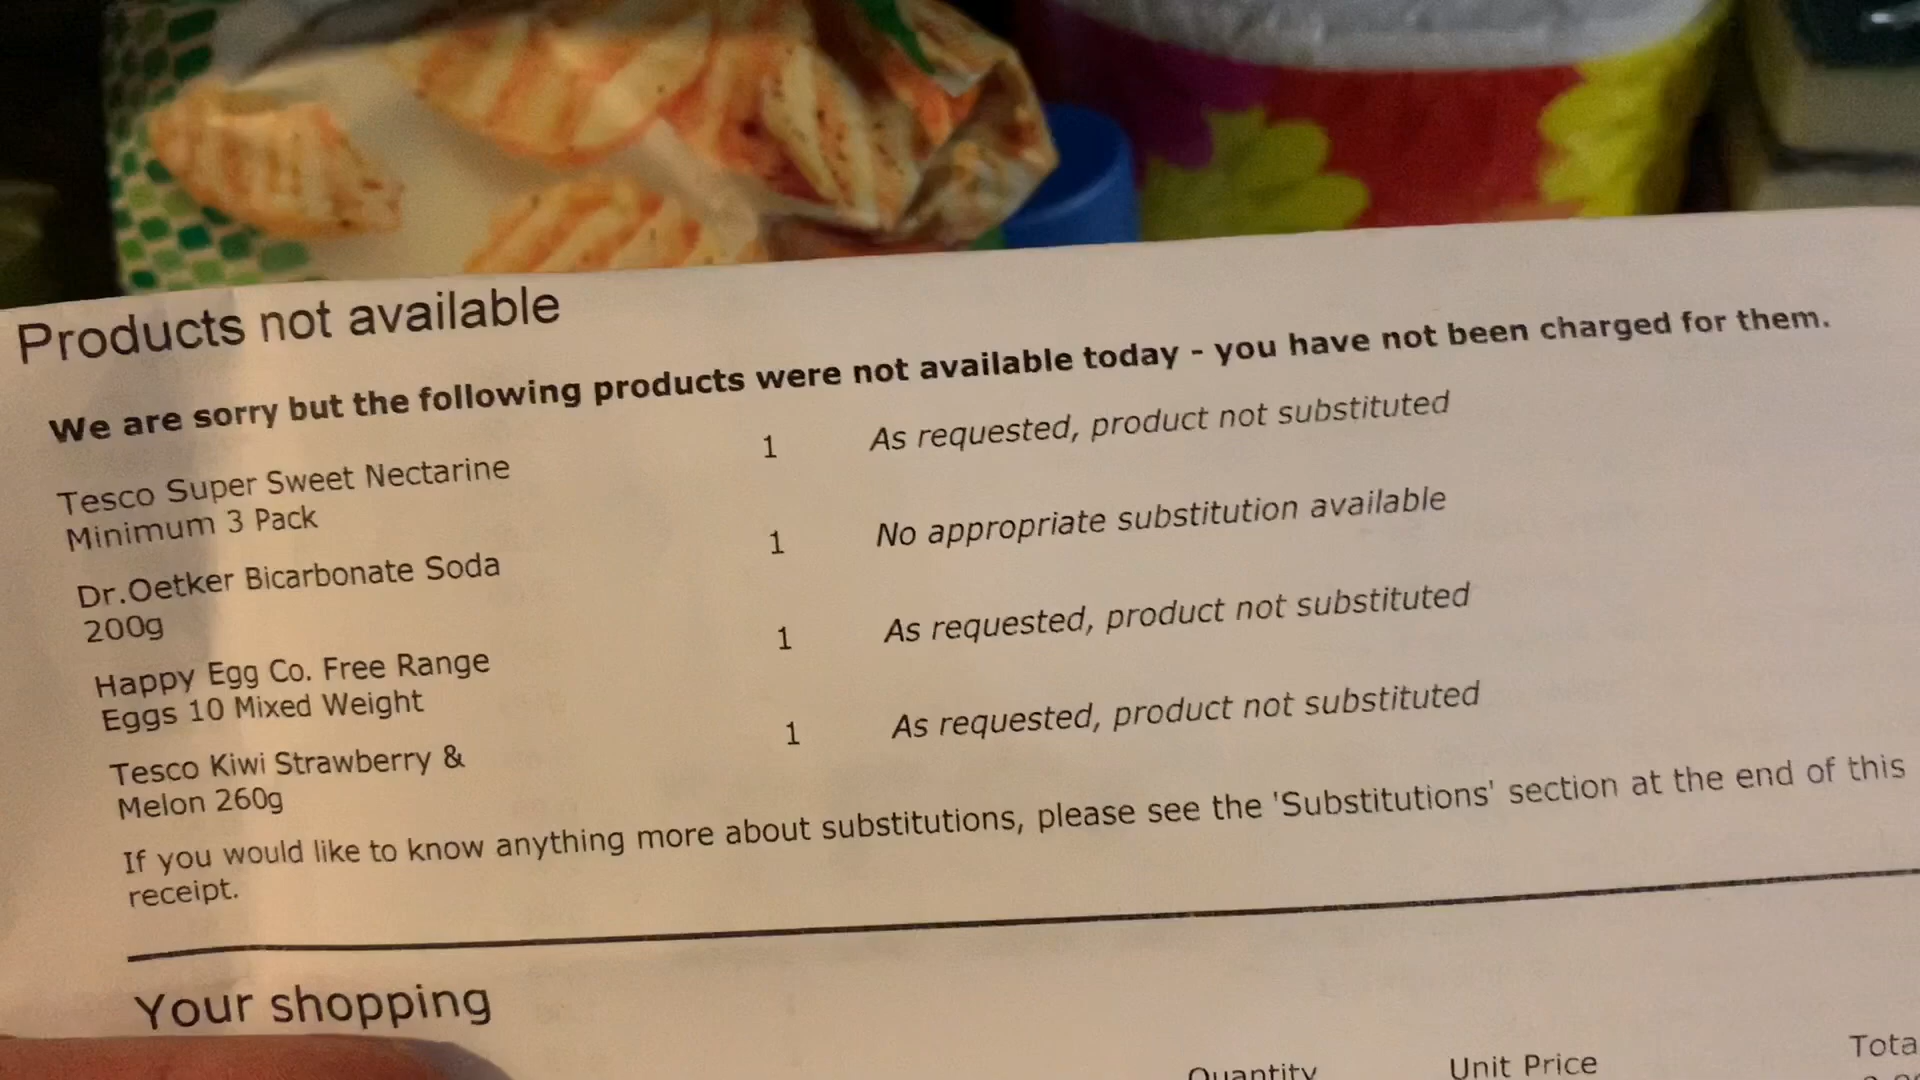 Products not available
We are sorry but the following products were not available today - you have not been charged for them.
Tesco Super Sweet Nectarine 1 As requested, product not substituted
Minimum 3 Pack
Dr.Oetker Bicarbonate Soda 1 No appropriate substitution available
200g
Happy Egg Co. Free Range 1 As requested, product not substituted
Eggs 10 Mixed Weight
Tesco Kiwi Strawberry & 1 As requested, product not substituted
Melon 260g
If you would like to know anything more about substitutions, please see the 'Substitutions' section at the end of this
receipt.
Your shopping
Quantity Unit Price Tota